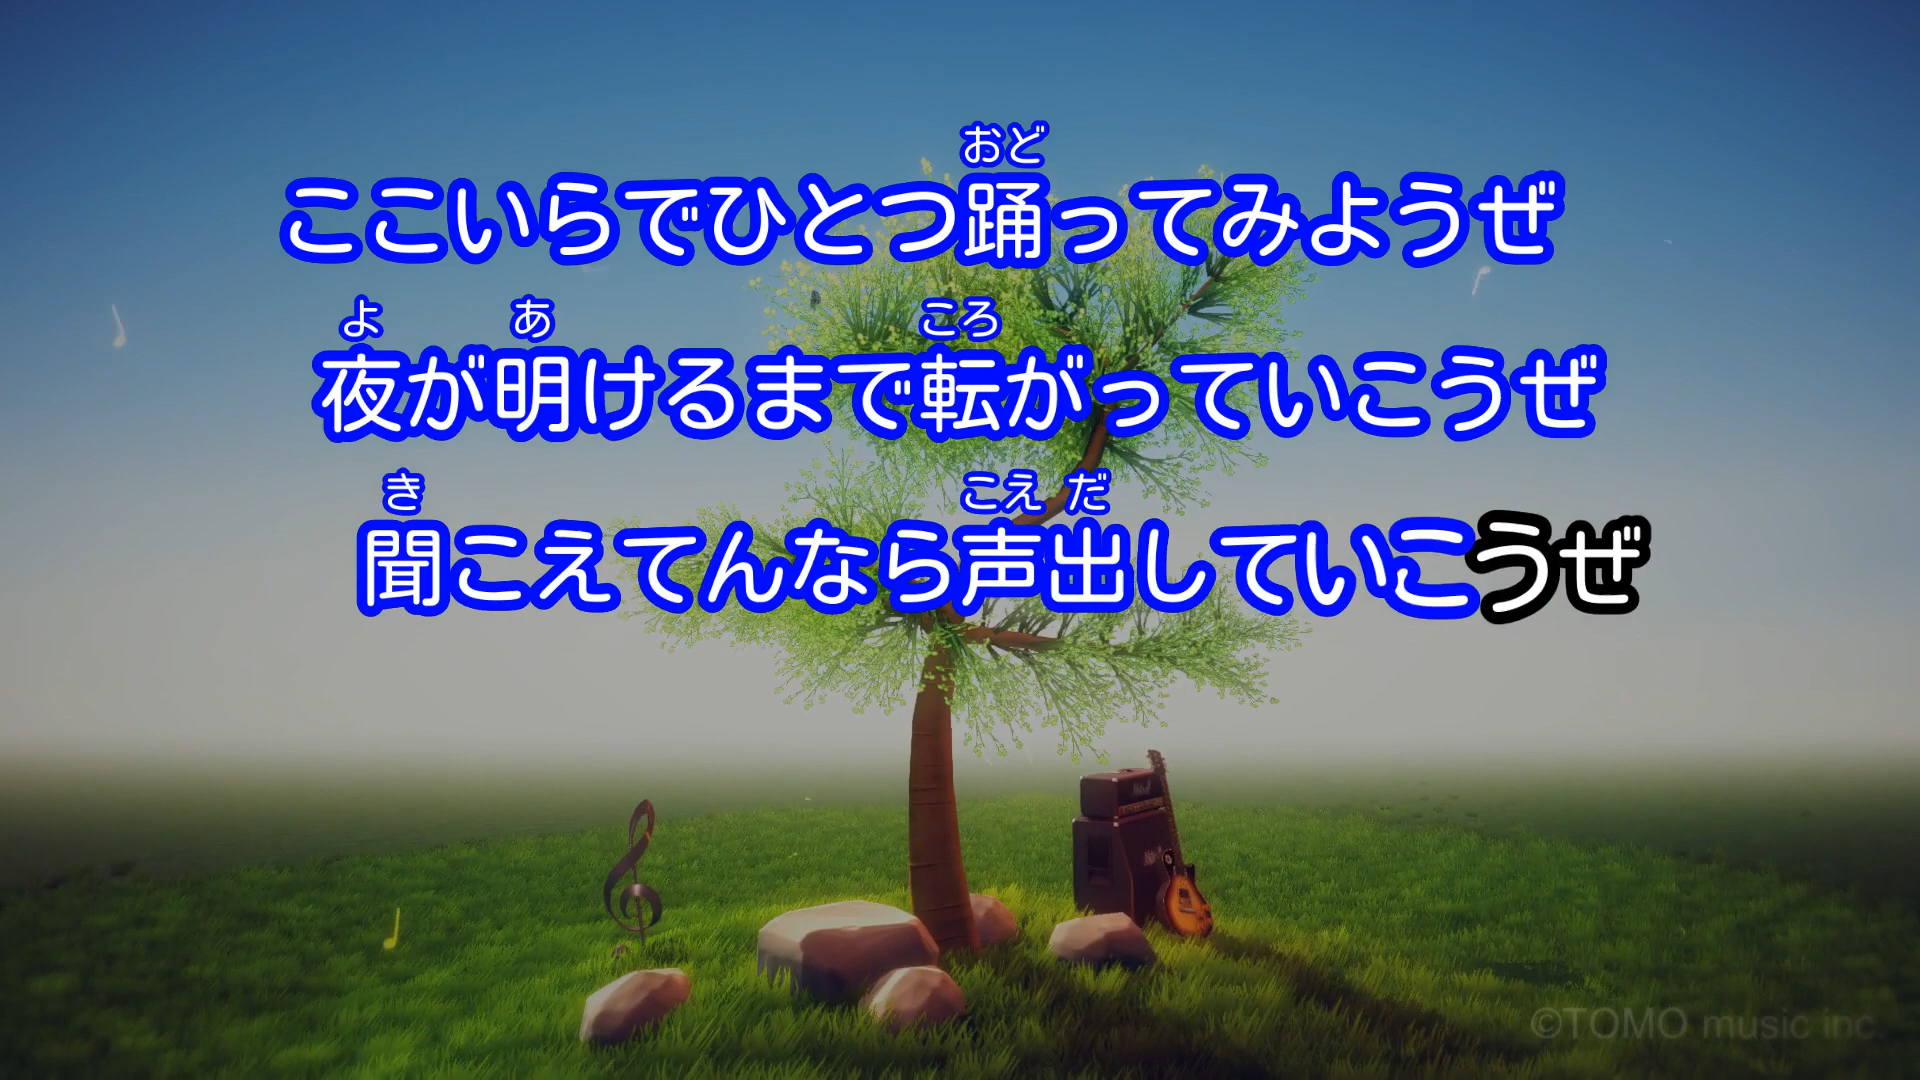 おど
ここいらでひとつ踊ってみようぜ
よ あ ころ
夜が明けるまで転がっていこうぜ
き こえ だ
聞こえてんなら声出していこうぜ
©TOMO music inc